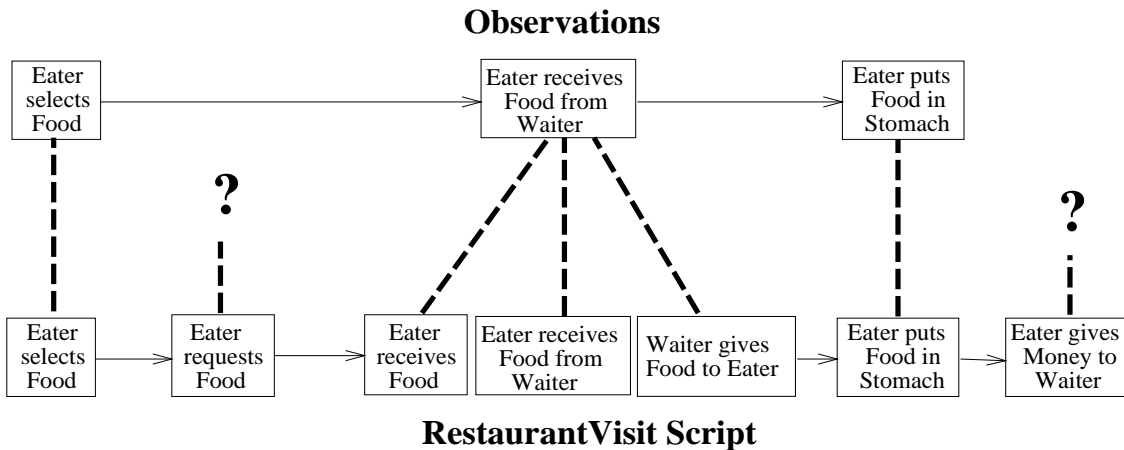 Observations
Eater
selects
Food
Eater receives
Food from
Waiter
Eater puts
Food in
Stomach
?
?
Eater
selects
Food
Eater
requests
Food
Eater
receives
Food
Eater receives
Food from
Waiter
Waiter gives
Food to Eater
Eater puts
Food in
Stomach
Eater gives
Money to
Waiter
RestaurantVisit Script